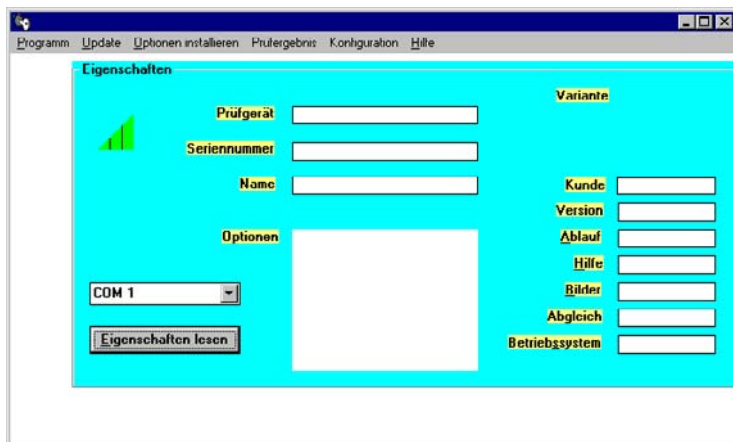 Programm Update Optionen installieren Prüfergebnis Konfiguration Hilfe
Eigenschaften
Variante
Prüfgerät
Seriennummer
Name
Kunde
Version
Optionen
Ablauf
Hilfe
COM 1
Bilder
Abgleich
Eigenschaften lesen
Betriebssystem